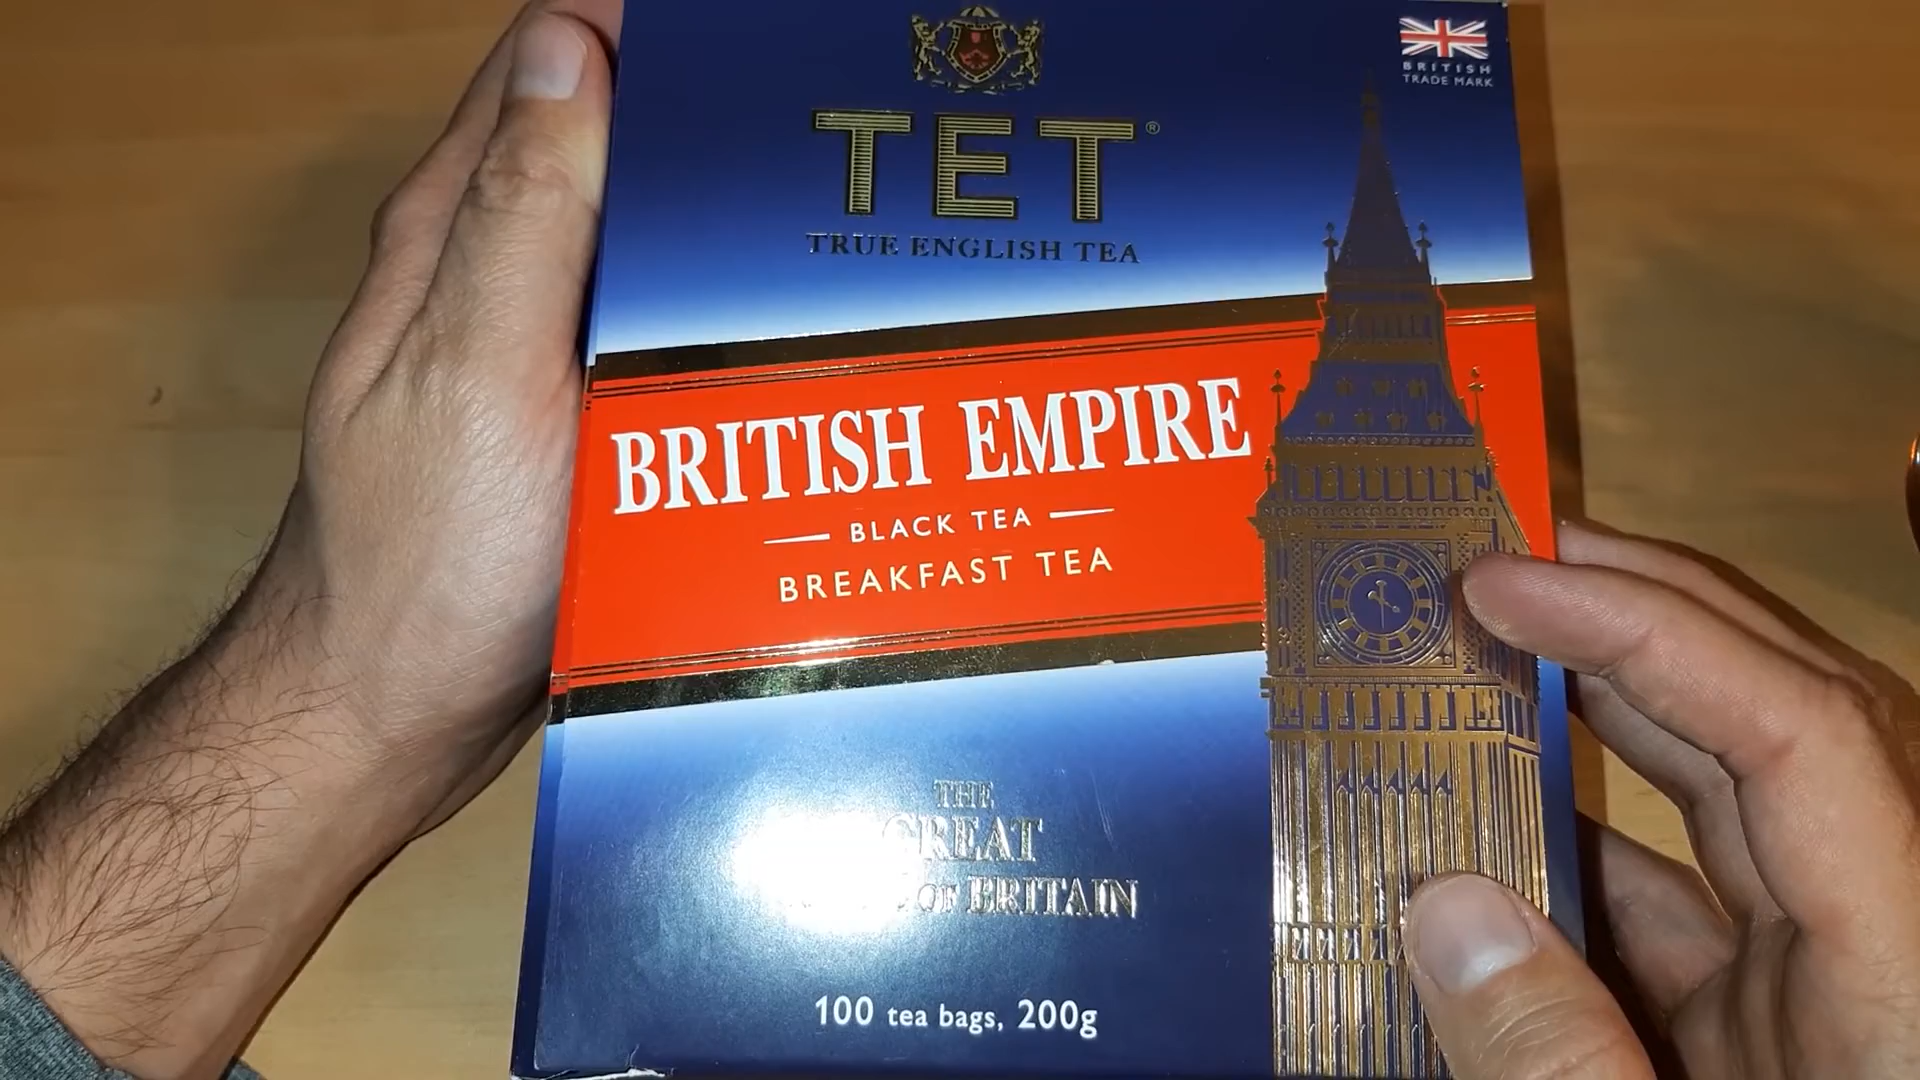 BRITISH
TRADE MARK
TET®
TRUE ENGLISH TEA
BRITISH EMPIRE
BLACK TEA
BREAKFAST TEA
THE
GREAT
OF BRITAIN
100 tea bags, 200g